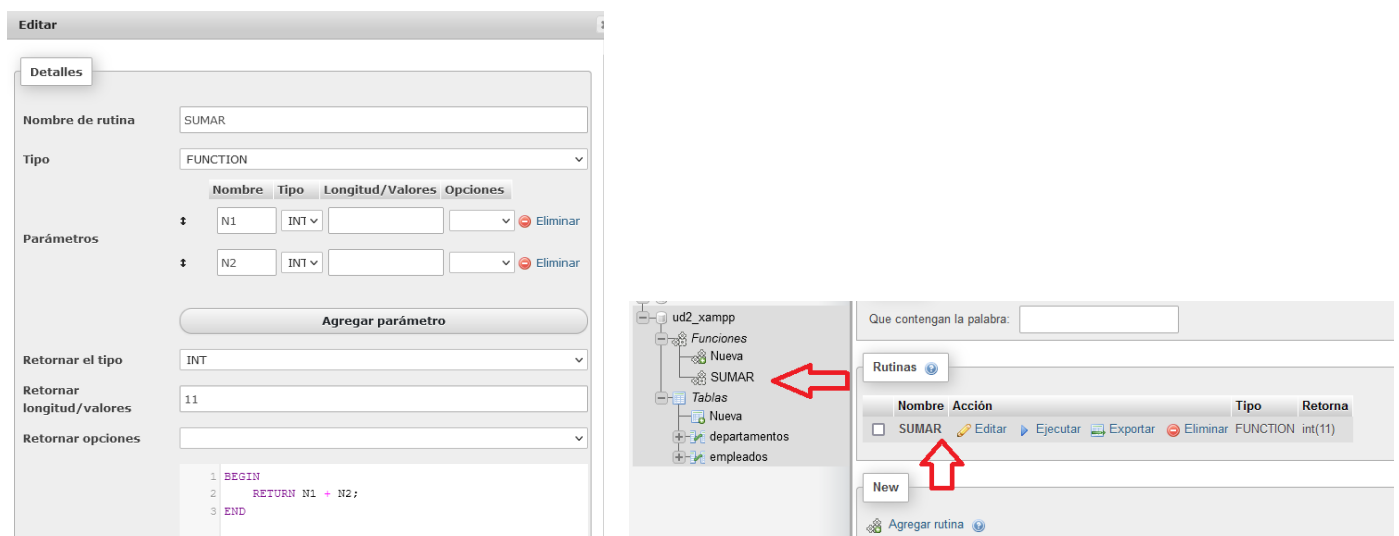 Editar
Detalles
Nombre de rutina
SUMAR
Tipo
FUNCTION
Nombre Tipo Longitud/Valores Opciones
Parámetros
N1 INT Eliminar
N2 INT Eliminar
Agregar parámetro
Retornar el tipo
INT
Retornar
longitud/valores
11
Retornar opciones
1 BEGIN
2 RETURN N1 + N2;
3 END
ud2_xampp
Funciones
Nueva
SUMAR
Tablas
Nueva
departamentos
empleados
Que contengan la palabra:
Rutinas
Nombre Acción Tipo Retorna
SUMAR Editar Ejecutar Exportar Eliminar FUNCTION int(11)
New
Agregar rutina